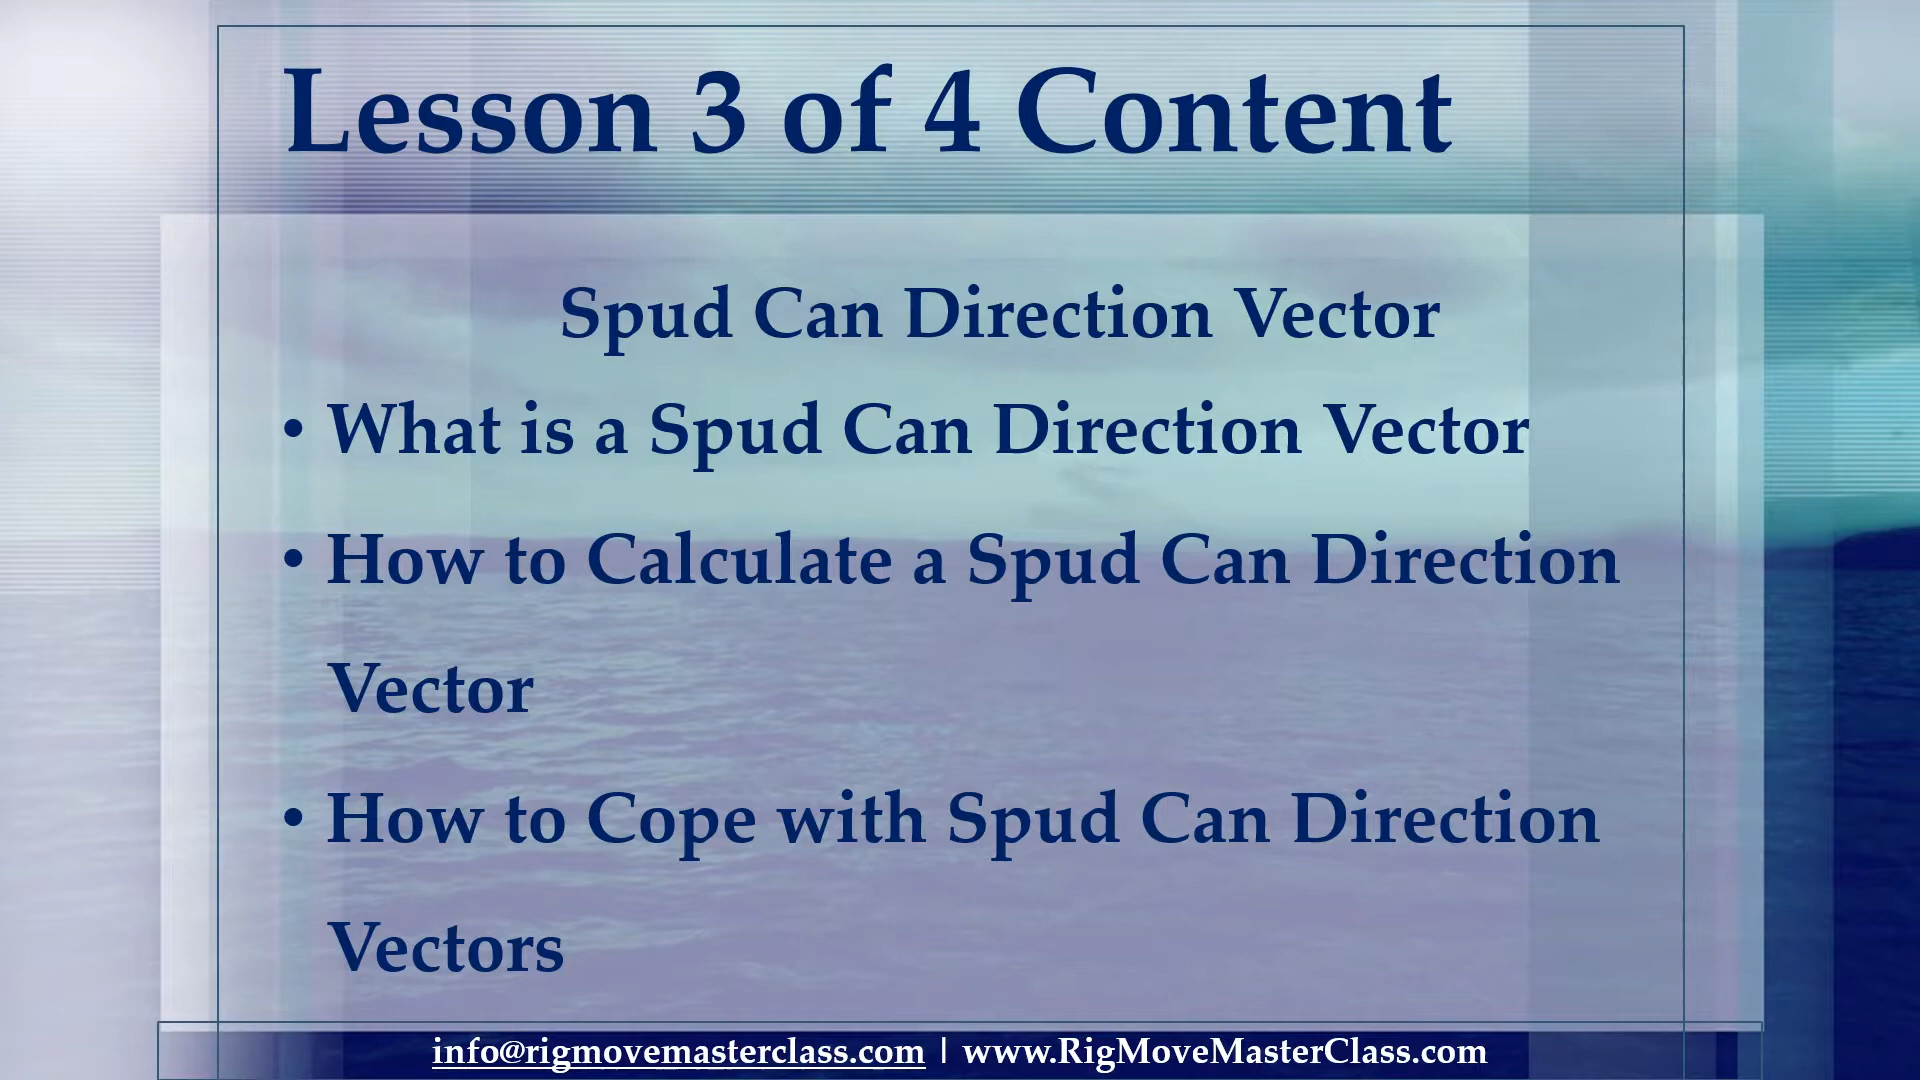 Lesson 3 of 4 Content
Spud Can Direction Vector
• What is a Spud Can Direction Vector
• How to Calculate a Spud Can Direction
Vector
• How to Cope with Spud Can Direction
Vectors
info@rigmovemasterclass.com | www.RigMoveMasterClass.com